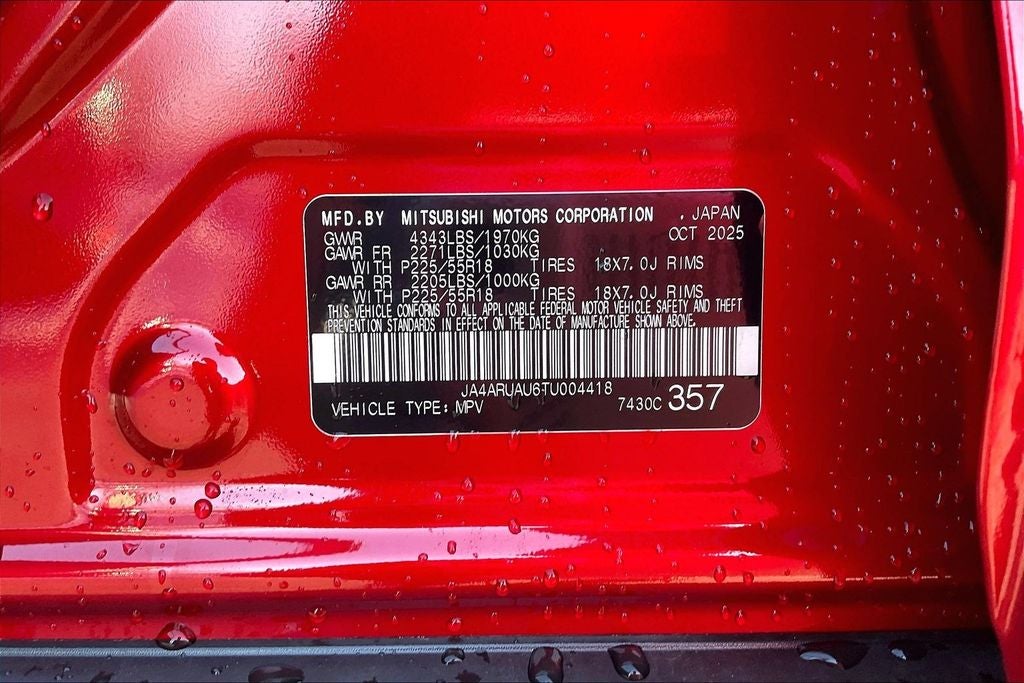 MFD.BY MITSUBISHI MOTORS CORPORATION . JAPAN
GVWR 4343LBS/1970KG OCT 2025
GAWR FR 2271LBS/1030KG
WITH P225/55R18 TIRES 18X7.0J RIMS
GAWR RR 2205LBS/1000KG
WITH P225/55R18 TIRES 18X7.0J RIMS
THIS VEHICLE CONFORMS TO ALL APPLICABLE FEDERAL MOTOR VEHICLE SAFETY AND THEFT
PREVENTION STANDARDS IN EFFECT ON THE DATE OF MANUFACTURE SHOWN ABOVE.
JA4ARUAU6TU004418
VEHICLE TYPE: MPV 7430C 357